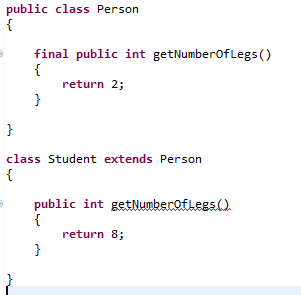 public class Person
{
final public int getNumberOfLegs()
{
return 2;
}
}
class Student extends Person
{
public int getNumberOfLegs()
{
return 8;
}
}